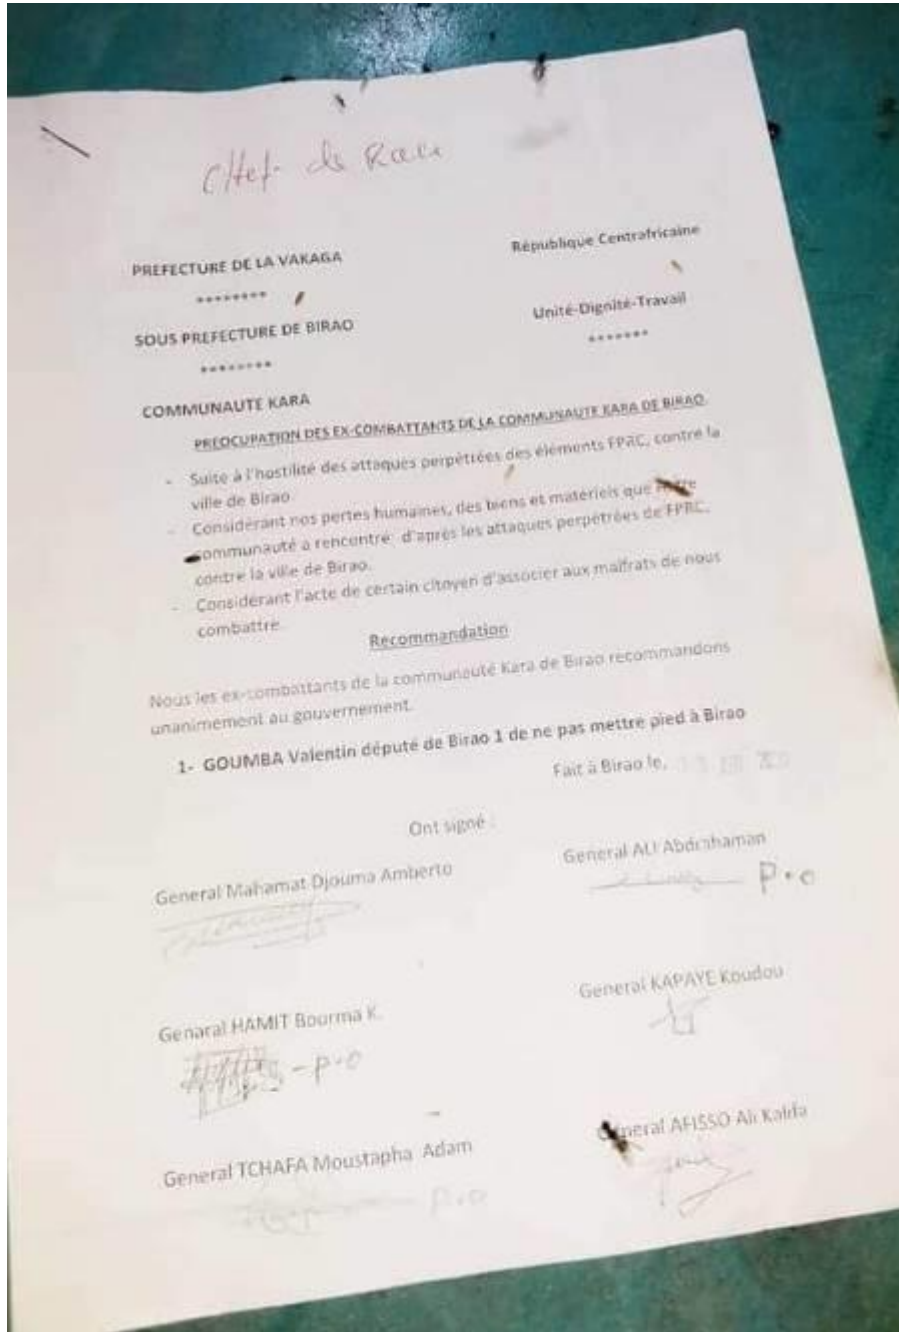 Chef de
PREFECTURE DE LA VAKAGA
République Centrafricaine
********
Unité-Dignité-Travail
SOUS PREFECTURE DE BIRAO
*******
********
COMMUNAUTE KARA
PREOCUPATION DES EX-COMBATTANTS DE LA COMMUNAUTE KARA DE BIRAO
- Suite à l'hostilité des attaques perpétrées des éléments FPRC, contre la
ville de Birao.
- Considérant nos pertes humaines, des biens et matériels que
communauté a rencontré d'après les attaques perpétrées de FPRC,
contre la ville de Birao.
- Considérant l'acte de certain citoyen d'associer aux malfrats de nous
combattre.
Recommandation
Nous les ex-combattants de la communauté Kara de Birao recommandons
unanimement au gouvernement.
1- GOUMBA Valentin député de Birao 1 de ne pas mettre pied à Birao
Fait à Birao le,
Ont signé :
General Mahamat Djouma Amberto
General ALI Abdrahaman
P.O
Genaral HAMIT Bourma K.
General KAPAYE Koudou
P.O
General TCHAFA Moustapha Adam
General AFISSO Ali Kalda
P.O